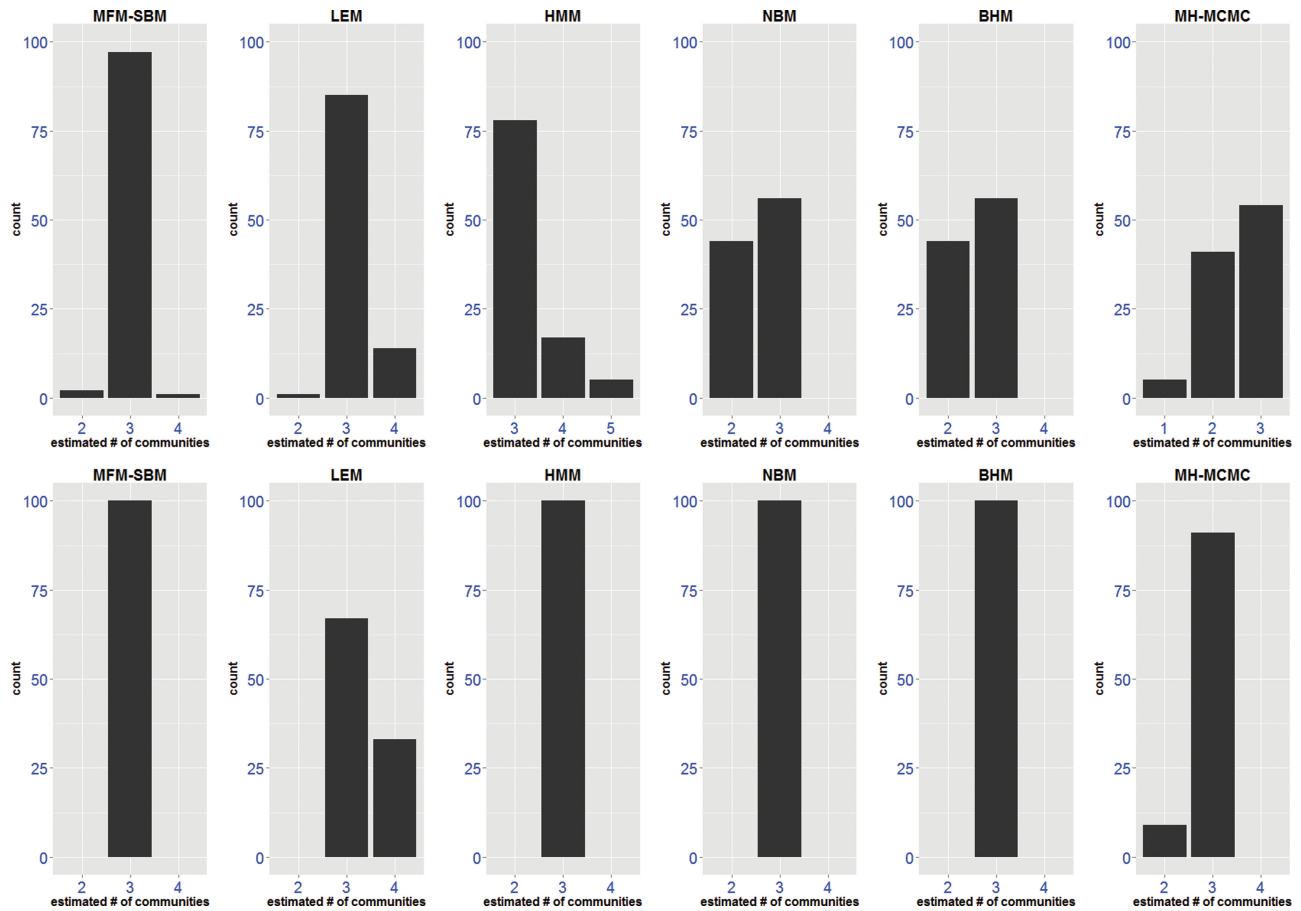 MFM-SBM LEM HMM NBM BHM MH-MCMC
100 100 100 100 100 100
75 75 75 75 75 75
50 50 50 50 50 50
count count count count count count
25 25 25 25 25 25
0 0 0 0 0 0
2 3 4 2 3 4 3 4 5 2 3 4 2 3 4 1 2 3
estimated # of communities estimated # of communities estimated # of communities estimated # of communities estimated # of communities estimated # of communities
MFM-SBM LEM HMM NBM BHM MH-MCMC
100 100 100 100 100 100
75 75 75 75 75 75
50 50 50 50 50 50
count count count count count count
25 25 25 25 25 25
0 0 0 0 0 0
2 3 4 2 3 4 2 3 4 2 3 4 2 3 4 2 3 4
estimated # of communities estimated # of communities estimated # of communities estimated # of communities estimated # of communities estimated # of communities